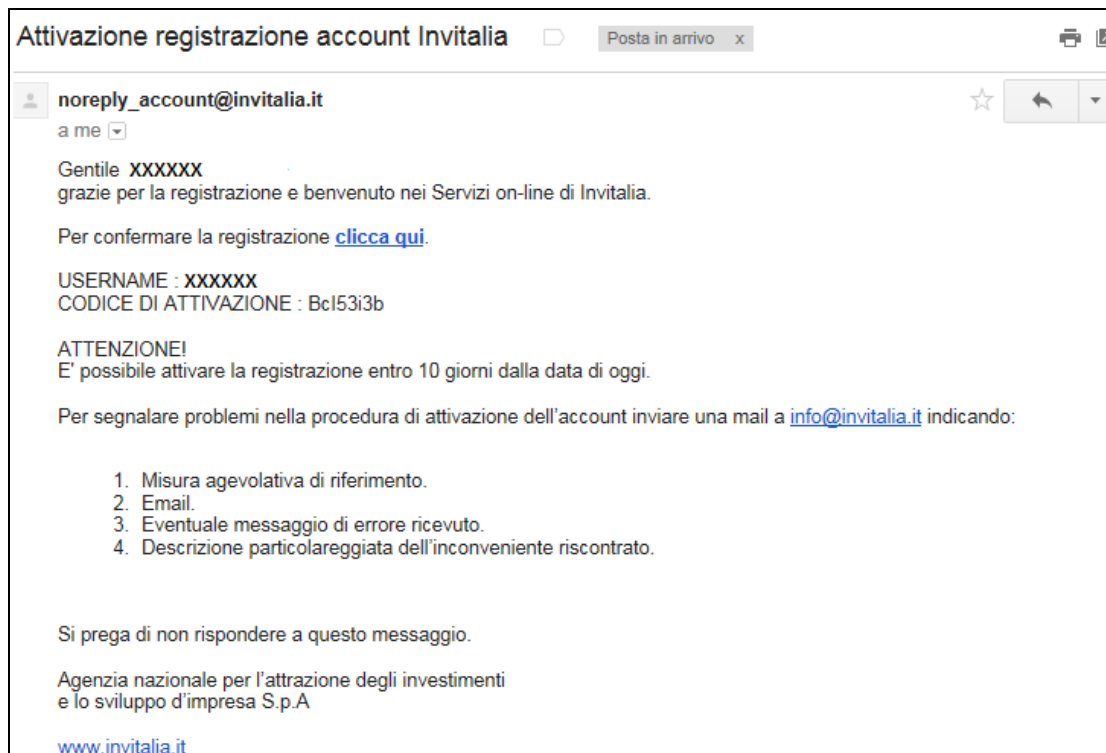 Attivazione registrazione account Invitalia
Posta in arrivo x
noreply_account@invitalia.it
a me
Gentile XXXXXX
grazie per la registrazione e benvenuto nei Servizi on-line di Invitalia.
Per confermare la registrazione clicca qui.
USERNAME : XXXXXX
CODICE DI ATTIVAZIONE : BcI53i3b
ATTENZIONE!
E' possibile attivare la registrazione entro 10 giorni dalla data di oggi.
Per segnalare problemi nella procedura di attivazione dell'account inviare una mail a info@invitalia.it indicando:
1. Misura agevolativa di riferimento.
2. Email.
3. Eventuale messaggio di errore ricevuto.
4. Descrizione particolareggiata dell'inconveniente riscontrato.
Si prega di non rispondere a questo messaggio.
Agenzia nazionale per l'attrazione degli investimenti
e lo sviluppo d'impresa S.p.A
www.invitalia.it